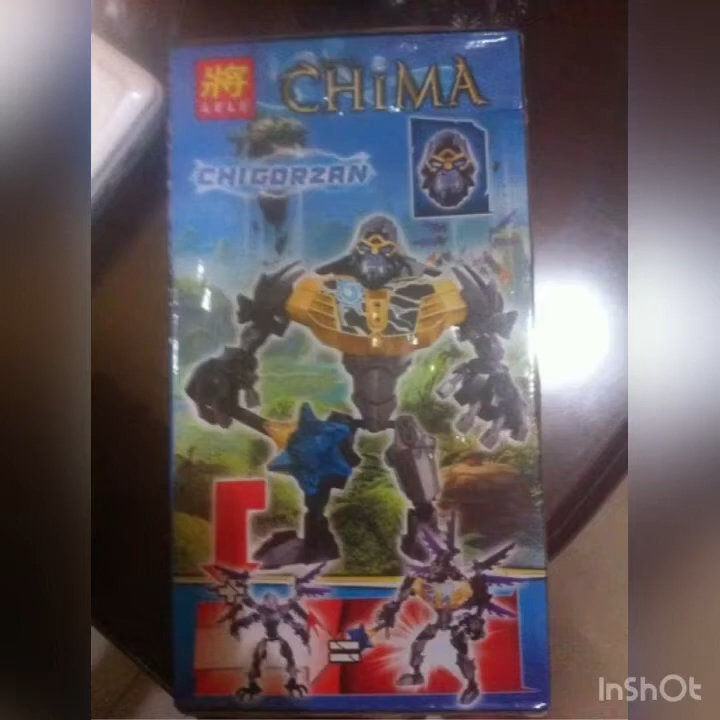 将
LELE
CHIMA
CHIGORZAN
=
InShOt